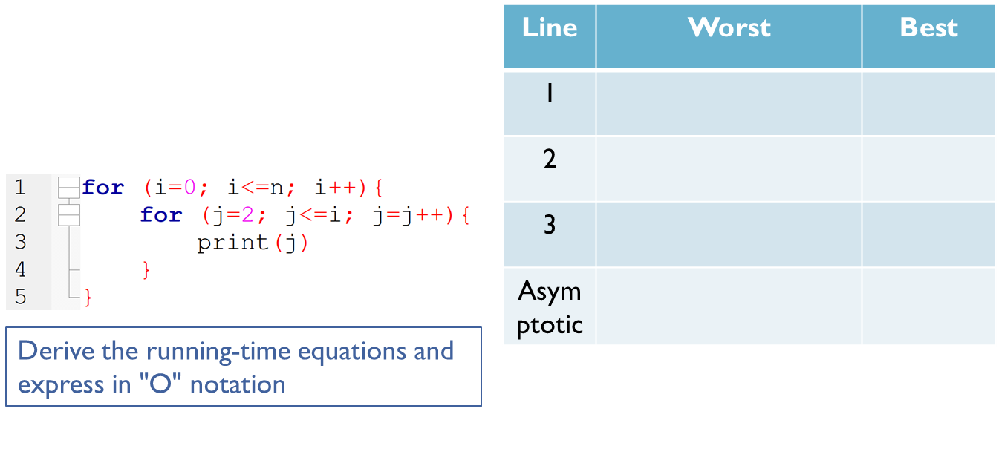 Line Worst Best
1
2
3
Asym
ptotic
1 for (i=0; i<=n; i++){
2 for (j=2; j<=i; j=j++){
3 print(j)
4 }
5 }
Derive the running-time equations and
express in "O" notation